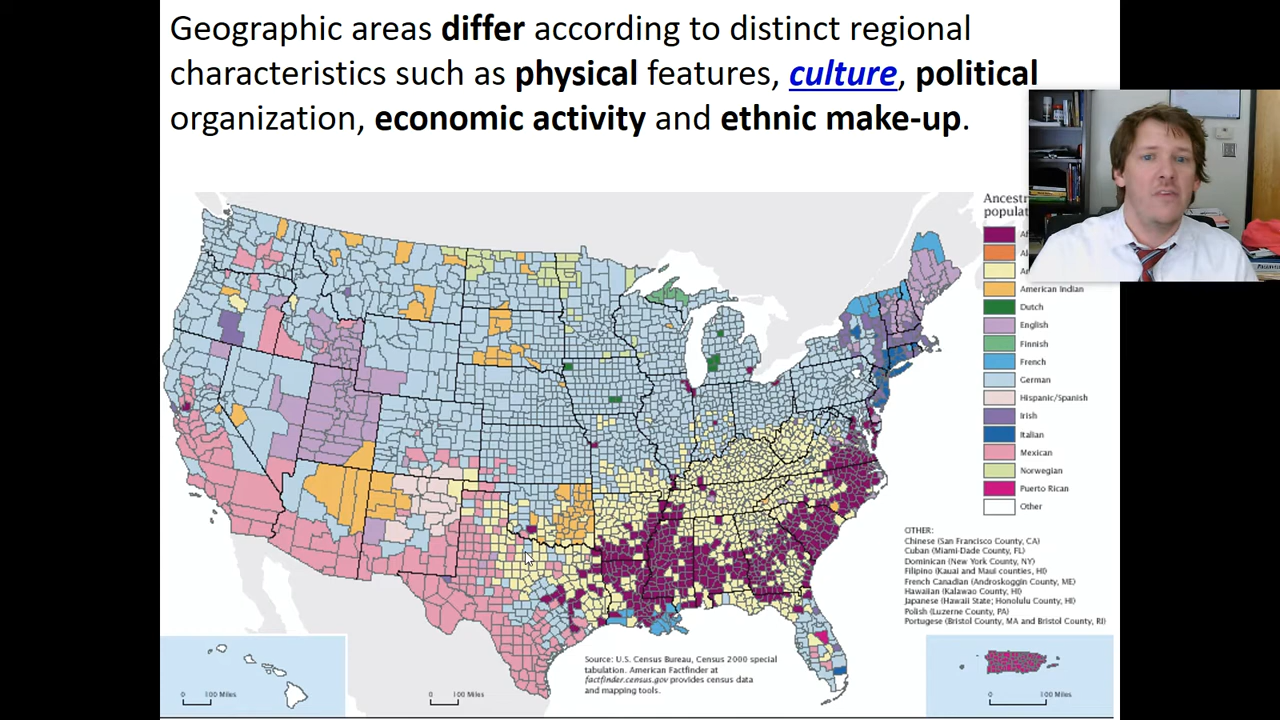 Geographic areas differ according to distinct regional
characteristics such as physical features, culture, political
organization, economic activity and ethnic make-up.
American Indian
Dutch
English
Finnish
French
German
Hispanic/Spanish
Irish
Italian
Mexican
Norwegian
Puerto Rican
Other
OTHER:
Chinese (San Francisco County, CA)
Cuban (Miami-Dade County, FL)
Dominican (New York County, NY)
Filipino (Kauai and Maui counties, HI)
French Canadian (Androskoggin County, ME)
Hawaiian (Kalawao County, HI)
Japanese (Hawaii State; Honolulu County, HI)
Polish (Luzerne County, PA)
Portugese (Bristol County, MA and Bristol County, RI)
Source: U.S. Census Bureau, Census 2000 special
tabulation. American Factfinder at
factfinder.census.gov provides census data
and mapping tools.
0 100 Miles
0 100 Miles
0 100 Miles